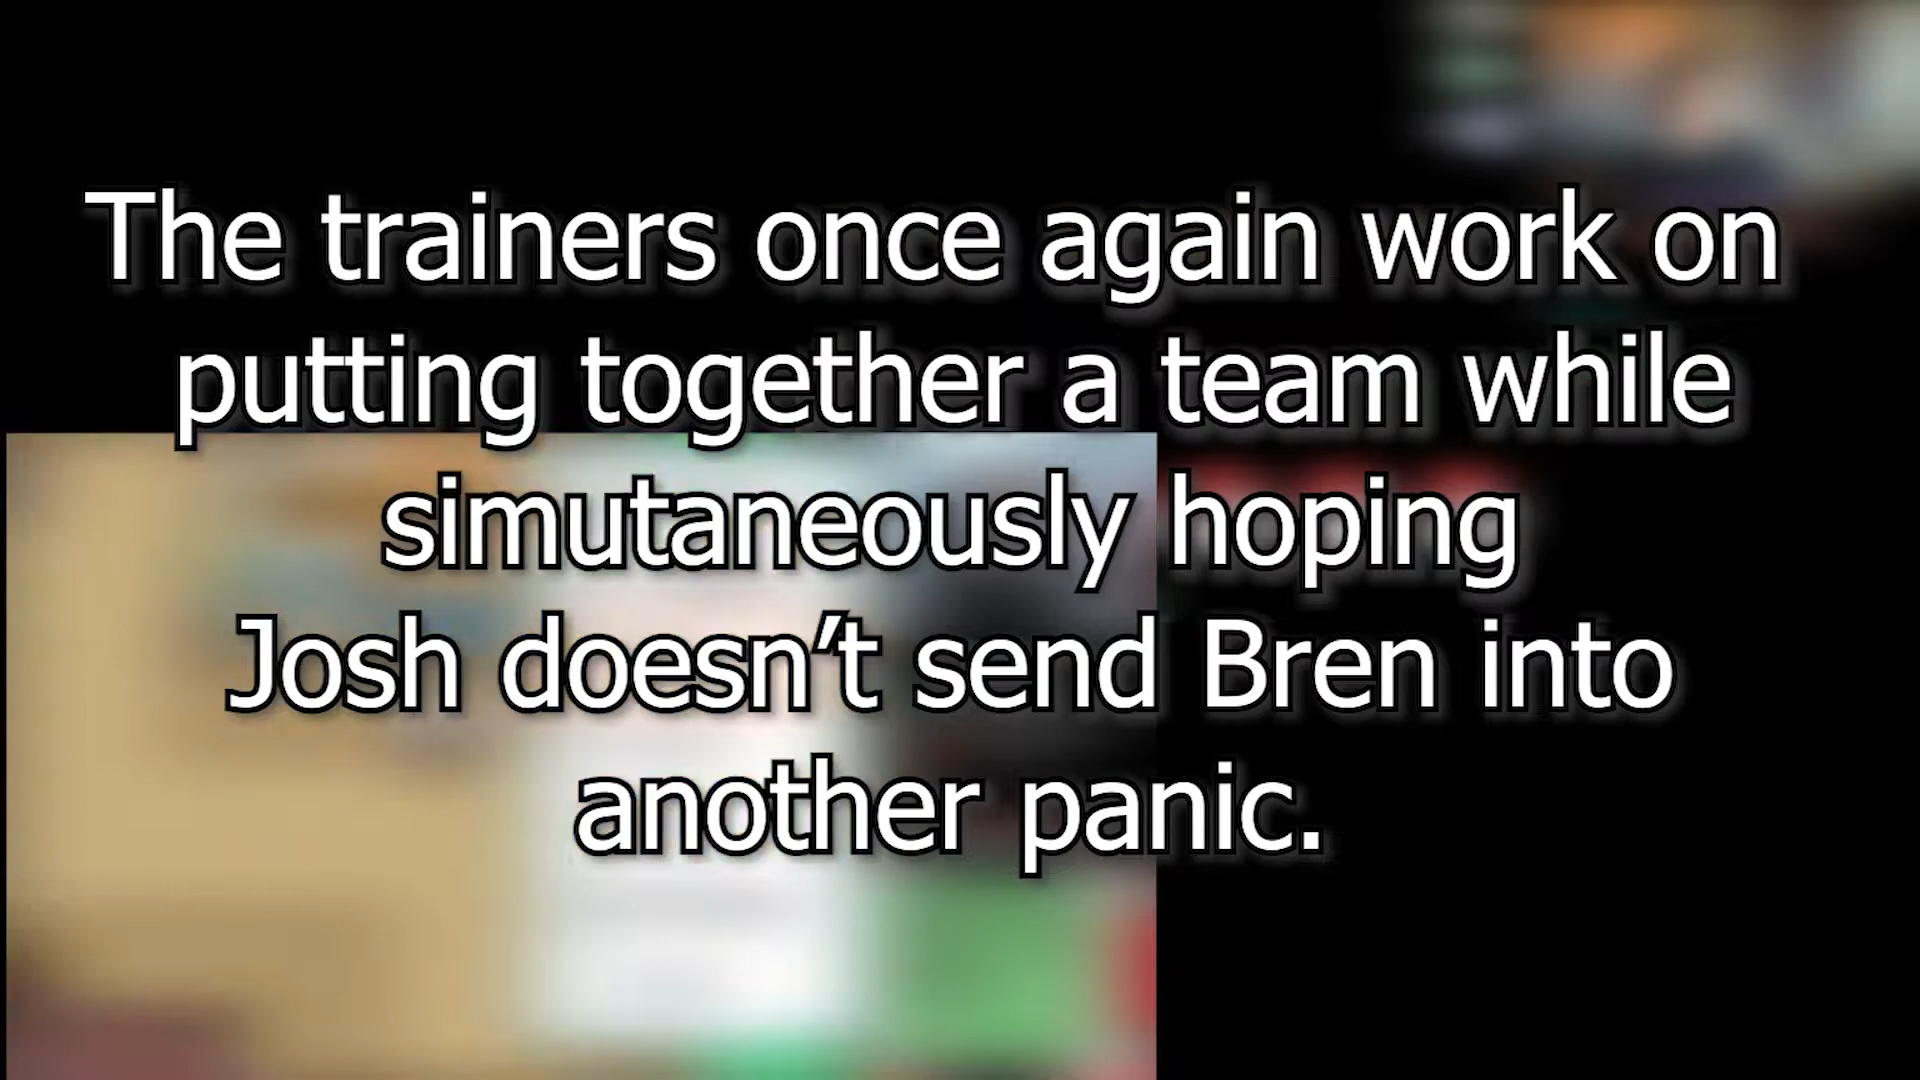 The trainers once again work on
putting together a team while
simutaneously hoping
Josh doesn’t send Bren into
another panic.